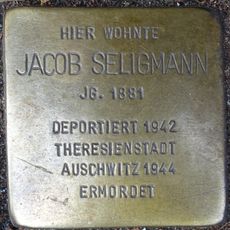 HIER WOHNTE
JACOB SELIGMANN
JG. 1881
DEPORTIERT 1942
THERESIENSTADT
AUSCHWITZ 1944
ERMORDET